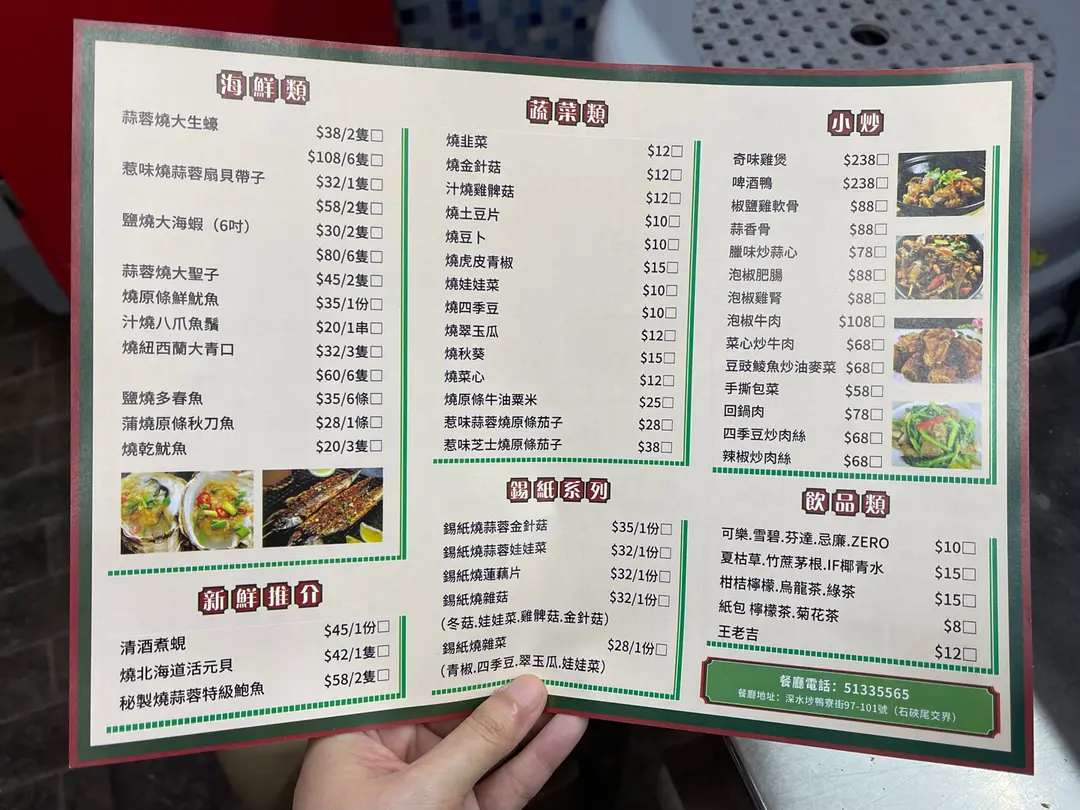 海鮮類
蒜蓉燒大生蠔 $38/2隻□
$108/6隻□
惹味燒蒜蓉扇貝帶子 $32/1隻□
$58/2隻□
鹽燒大海蝦（6吋） $30/2隻□
$80/6隻□
蒜蓉燒大聖子 $45/2隻□
燒原條鮮魷魚 $35/1份□
汁燒八爪魚鬚 $20/1串□
燒紐西蘭大青口 $32/3隻□
$60/6隻□
鹽燒多春魚 $35/6條□
蒲燒原條秋刀魚 $28/1條□
燒乾魷魚 $20/3隻□
新鮮推介
清酒煮蜆 $45/1份□
燒北海道活元貝 $42/1隻□
秘製燒蒜蓉特級鮑魚 $58/2隻□
蔬菜類
燒韭菜 $12□
燒金針菇 $12□
汁燒雞髀菇 $12□
燒土豆片 $10□
燒豆卜 $10□
燒虎皮青椒 $15□
燒娃娃菜 $10□
燒四季豆 $10□
燒翠玉瓜 $12□
燒秋葵 $15□
燒菜心 $12□
燒原條牛油粟米 $25□
惹味蒜蓉燒原條茄子 $28□
惹味芝士燒原條茄子 $38□
錫紙系列
錫紙燒蒜蓉金針菇 $35/1份□
錫紙燒蒜蓉娃娃菜 $32/1份□
錫紙燒蓮藕片 $32/1份□
錫紙燒雜菇 $32/1份□
（冬菇.娃娃菜.雞髀菇.金針菇）
錫紙燒雜菜 $28/1份□
（青椒.四季豆.翠玉瓜.娃娃菜）
小炒
奇味雞煲 $238□
啤酒鴨 $238□
椒鹽雞軟骨 $88□
蒜香骨 $88□
臘味炒蒜心 $78□
泡椒肥腸 $88□
泡椒雞腎 $88□
泡椒牛肉 $108□
菜心炒牛肉 $68□
豆豉鯪魚炒油麥菜 $68□
手撕包菜 $58□
回鍋肉 $78□
四季豆炒肉絲 $68□
辣椒炒肉絲 $68□
飲品類
可樂.雪碧.芬達.忌廉.ZERO $10□
夏枯草.竹蔗茅根.IF椰青水 $15□
柑桔檸檬.烏龍茶.綠茶 $15□
紙包 檸檬茶.菊花茶 $8□
王老吉 $12□
餐廳電話：51335565
餐廳地址：深水埗鴨寮街97-101號（石硤尾交界）